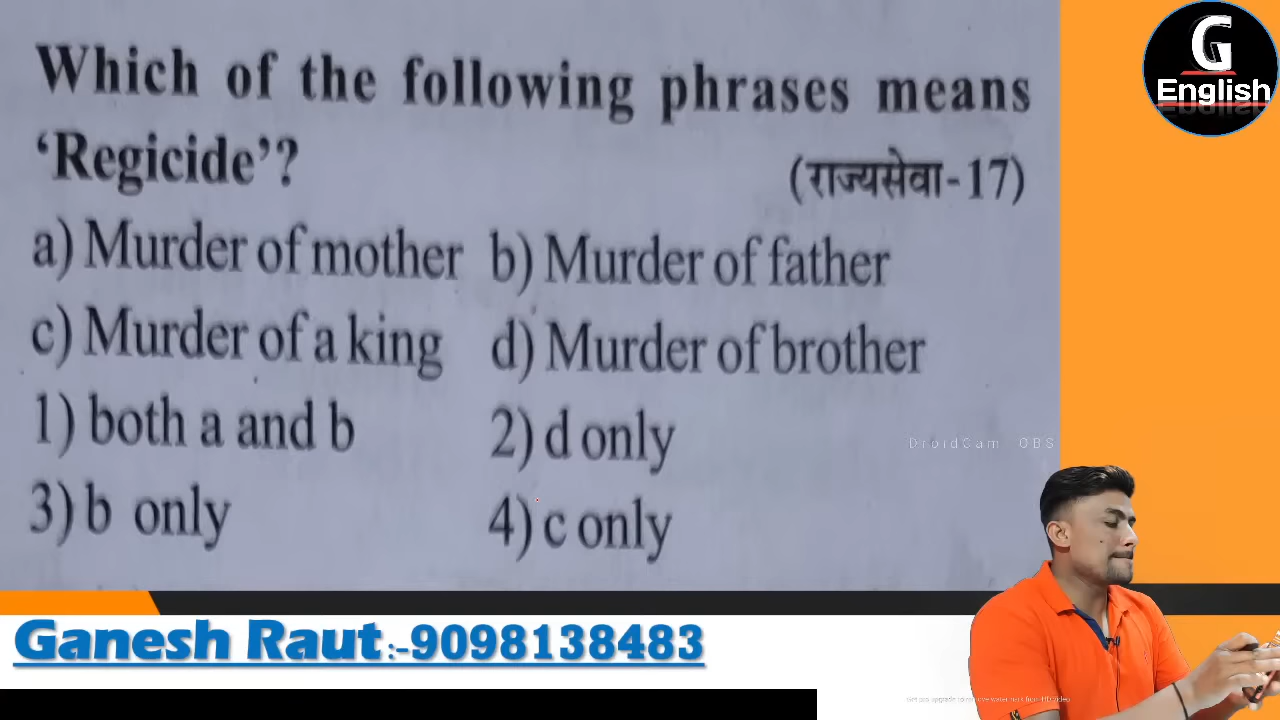 G
English
Which of the following phrases means
‘Regicide’?
(राज्यसेवा-17)
a) Murder of mother b) Murder of father
c) Murder of a king d) Murder of brother
1) both a and b 2) d only
3) b only 4) c only
DroidCam OBS
Ganesh Raut:-9098138483